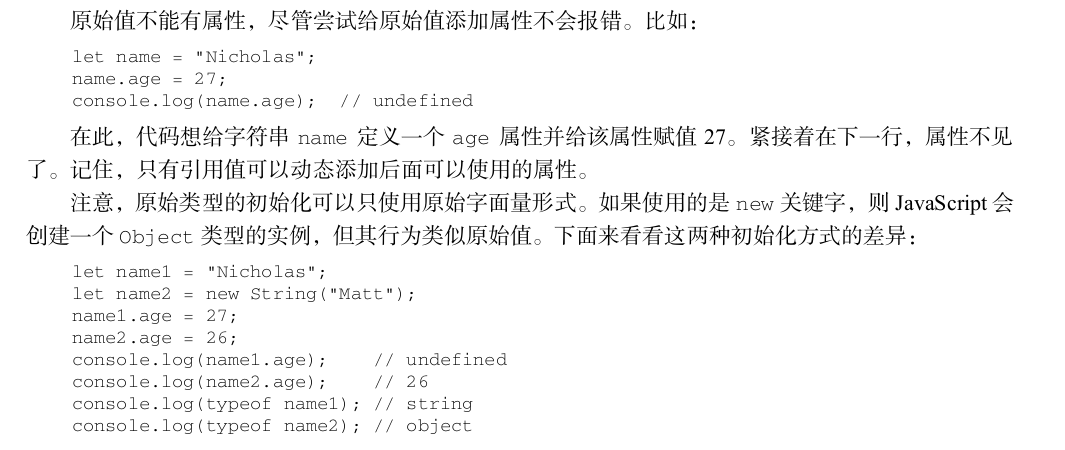 原始值不能有属性，尽管尝试给原始值添加属性不会报错。比如：
let name = "Nicholas";
name.age = 27;
console.log(name.age);  // undefined
在此，代码想给字符串 name 定义一个 age 属性并给该属性赋值 27。紧接着在下一行，属性不见
了。记住，只有引用值可以动态添加后面可以使用的属性。
注意，原始类型的初始化可以只使用原始字面量形式。如果使用的是 new 关键字，则 JavaScript 会
创建一个 Object 类型的实例，但其行为类似原始值。下面来看看这两种初始化方式的差异：
let name1 = "Nicholas";
let name2 = new String("Matt");
name1.age = 27;
name2.age = 26;
console.log(name1.age);    // undefined
console.log(name2.age);    // 26
console.log(typeof name1); // string
console.log(typeof name2); // object